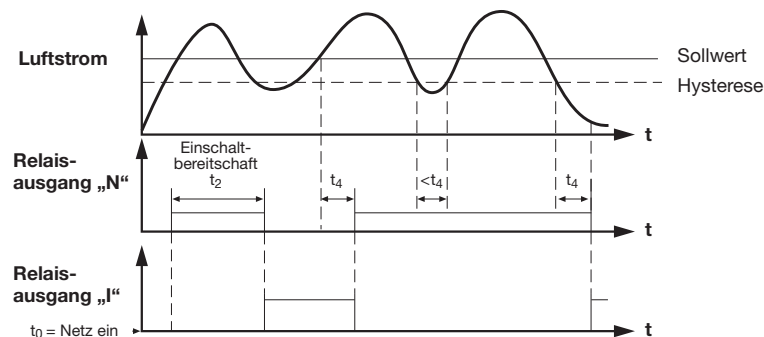 Luftstrom
Sollwert
Hysterese
t
Relais-
ausgang „N“
Einschalt-
bereitschaft
t2
t4
<t4
t4
t
Relais-
ausgang „I“
t0 = Netz ein
t